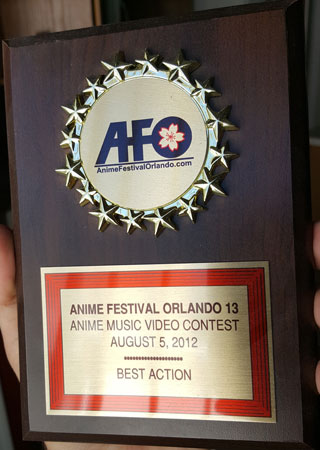 AFO
AnimeFestivalOrlando.com
ANIME FESTIVAL ORLANDO 13
ANIME MUSIC VIDEO CONTEST
AUGUST 5, 2012
BEST ACTION